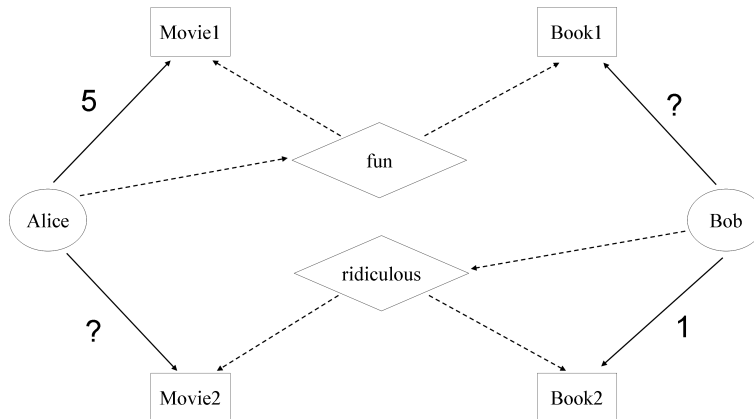 Movie1
Book1
5
?
fun
Alice
Bob
ridiculous
?
1
Movie2
Book2